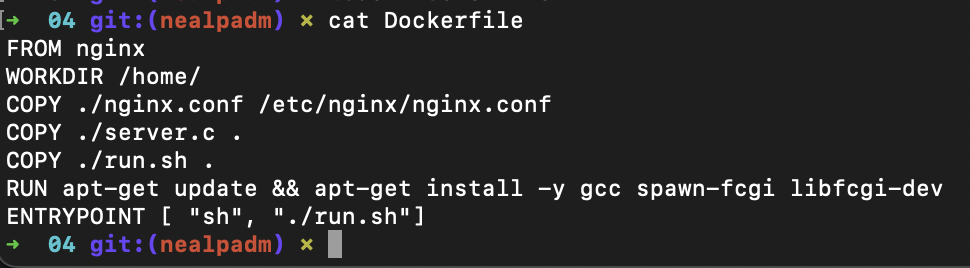 ➜  04 git:(nealpadm) ✗ cat Dockerfile
FROM nginx
WORKDIR /home/
COPY ./nginx.conf /etc/nginx/nginx.conf
COPY ./server.c .
COPY ./run.sh .
RUN apt-get update && apt-get install -y gcc spawn-fcgi libfcgi-dev
ENTRYPOINT [ "sh", "./run.sh"]
➜  04 git:(nealpadm) ✗